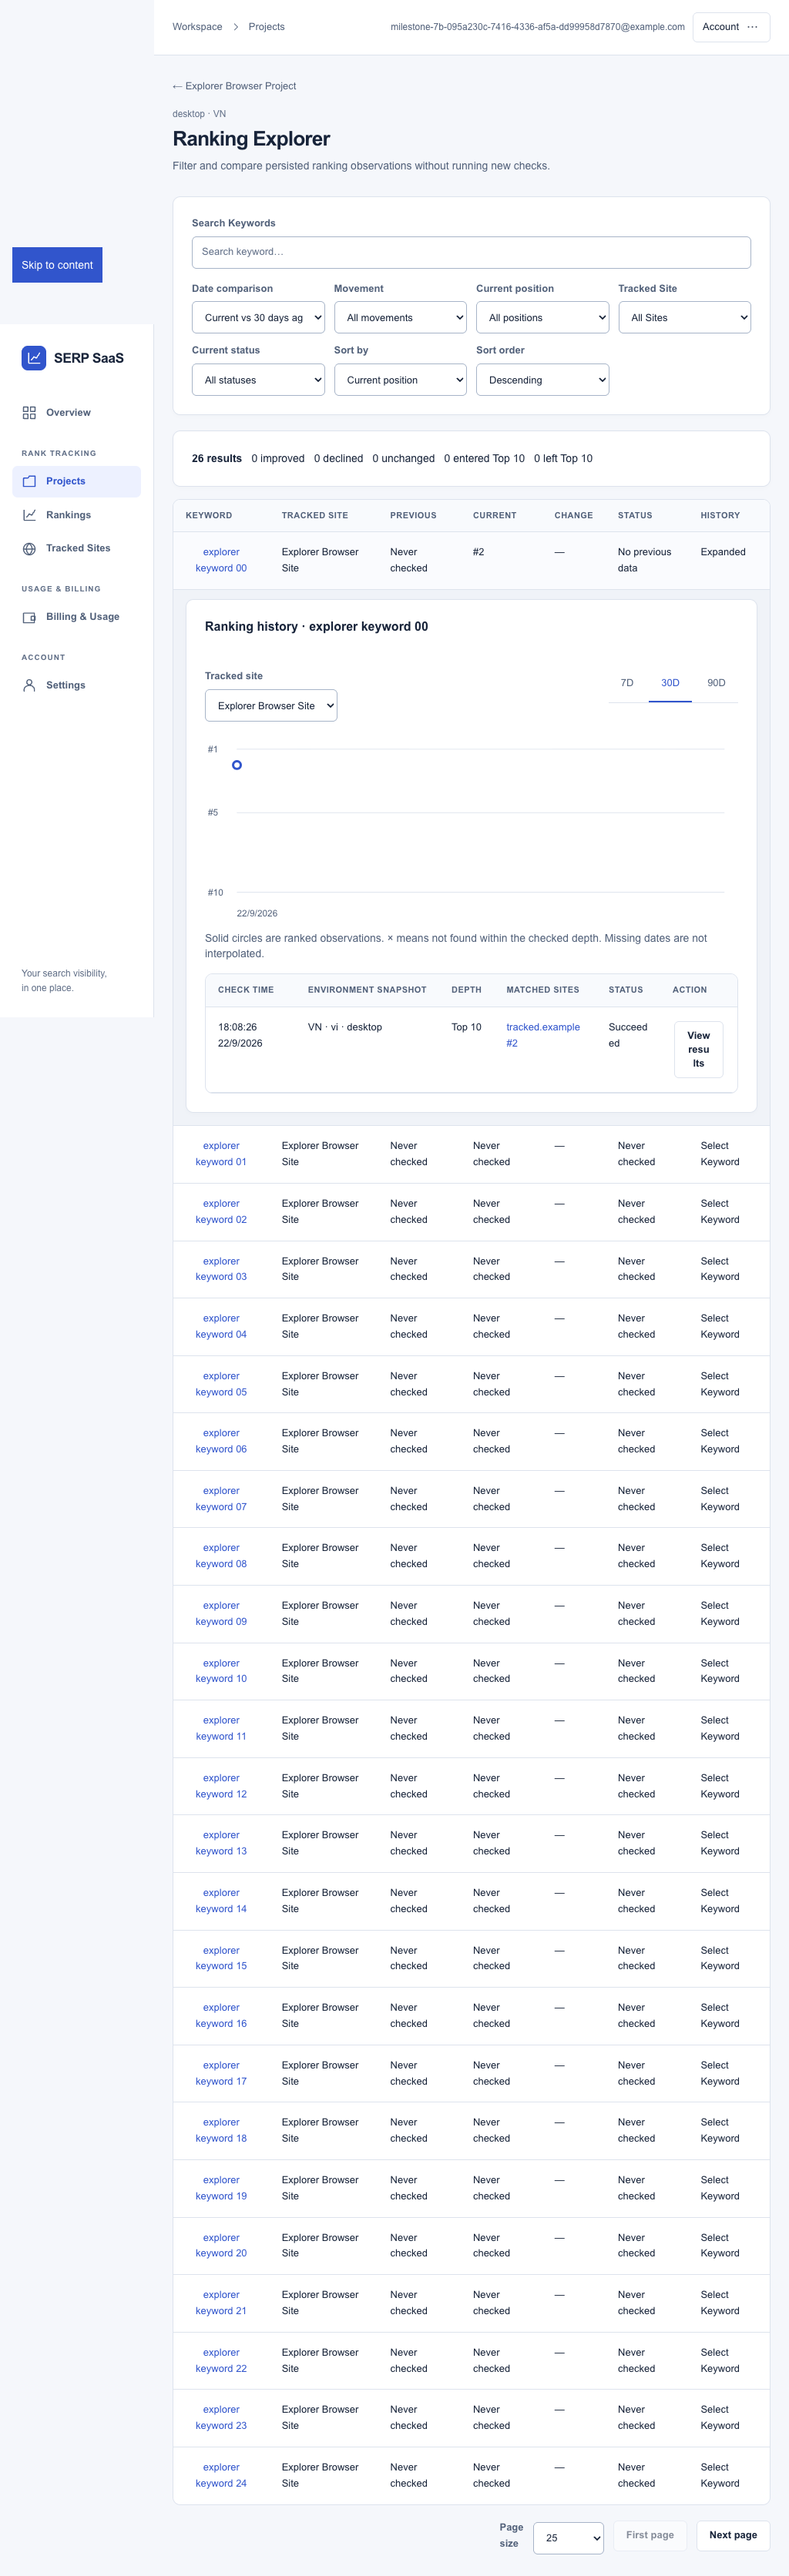 Workspace > Projects
milestone-7b-095a230c-7416-4336-af5a-dd99958d7870@example.com
Account ···
← Explorer Browser Project
desktop · VN
Ranking Explorer
Filter and compare persisted ranking observations without running new checks.
Skip to content
SERP SaaS
Overview
RANK TRACKING
Projects
Rankings
Tracked Sites
USAGE & BILLING
Billing & Usage
ACCOUNT
Settings
Your search visibility,
in one place.
Search Keywords
Search keyword…
Date comparison Movement Current position Tracked Site
Current vs 30 days ag All movements All positions All Sites
Current status Sort by Sort order
All statuses Current position Descending
26 results 0 improved 0 declined 0 unchanged 0 entered Top 10 0 left Top 10
KEYWORD TRACKED SITE PREVIOUS CURRENT CHANGE STATUS HISTORY
explorer Explorer Browser Never #2 — No previous Expanded
keyword 00 Site checked data
Ranking history · explorer keyword 00
Tracked site
Explorer Browser Site
7D 30D 90D
#1
#5
#10
22/9/2026
Solid circles are ranked observations. × means not found within the checked depth. Missing dates are not
interpolated.
CHECK TIME ENVIRONMENT SNAPSHOT DEPTH MATCHED SITES STATUS ACTION
18:08:26 VN · vi · desktop Top 10 tracked.example Succeed View
22/9/2026 #2 ed resu
lts
explorer Explorer Browser Never Never — Never Select
keyword 01 Site checked checked checked Keyword
explorer Explorer Browser Never Never — Never Select
keyword 02 Site checked checked checked Keyword
explorer Explorer Browser Never Never — Never Select
keyword 03 Site checked checked checked Keyword
explorer Explorer Browser Never Never — Never Select
keyword 04 Site checked checked checked Keyword
explorer Explorer Browser Never Never — Never Select
keyword 05 Site checked checked checked Keyword
explorer Explorer Browser Never Never — Never Select
keyword 06 Site checked checked checked Keyword
explorer Explorer Browser Never Never — Never Select
keyword 07 Site checked checked checked Keyword
explorer Explorer Browser Never Never — Never Select
keyword 08 Site checked checked checked Keyword
explorer Explorer Browser Never Never — Never Select
keyword 09 Site checked checked checked Keyword
explorer Explorer Browser Never Never — Never Select
keyword 10 Site checked checked checked Keyword
explorer Explorer Browser Never Never — Never Select
keyword 11 Site checked checked checked Keyword
explorer Explorer Browser Never Never — Never Select
keyword 12 Site checked checked checked Keyword
explorer Explorer Browser Never Never — Never Select
keyword 13 Site checked checked checked Keyword
explorer Explorer Browser Never Never — Never Select
keyword 14 Site checked checked checked Keyword
explorer Explorer Browser Never Never — Never Select
keyword 15 Site checked checked checked Keyword
explorer Explorer Browser Never Never — Never Select
keyword 16 Site checked checked checked Keyword
explorer Explorer Browser Never Never — Never Select
keyword 17 Site checked checked checked Keyword
explorer Explorer Browser Never Never — Never Select
keyword 18 Site checked checked checked Keyword
explorer Explorer Browser Never Never — Never Select
keyword 19 Site checked checked checked Keyword
explorer Explorer Browser Never Never — Never Select
keyword 20 Site checked checked checked Keyword
explorer Explorer Browser Never Never — Never Select
keyword 21 Site checked checked checked Keyword
explorer Explorer Browser Never Never — Never Select
keyword 22 Site checked checked checked Keyword
explorer Explorer Browser Never Never — Never Select
keyword 23 Site checked checked checked Keyword
explorer Explorer Browser Never Never — Never Select
keyword 24 Site checked checked checked Keyword
Page
size
25 First page Next page